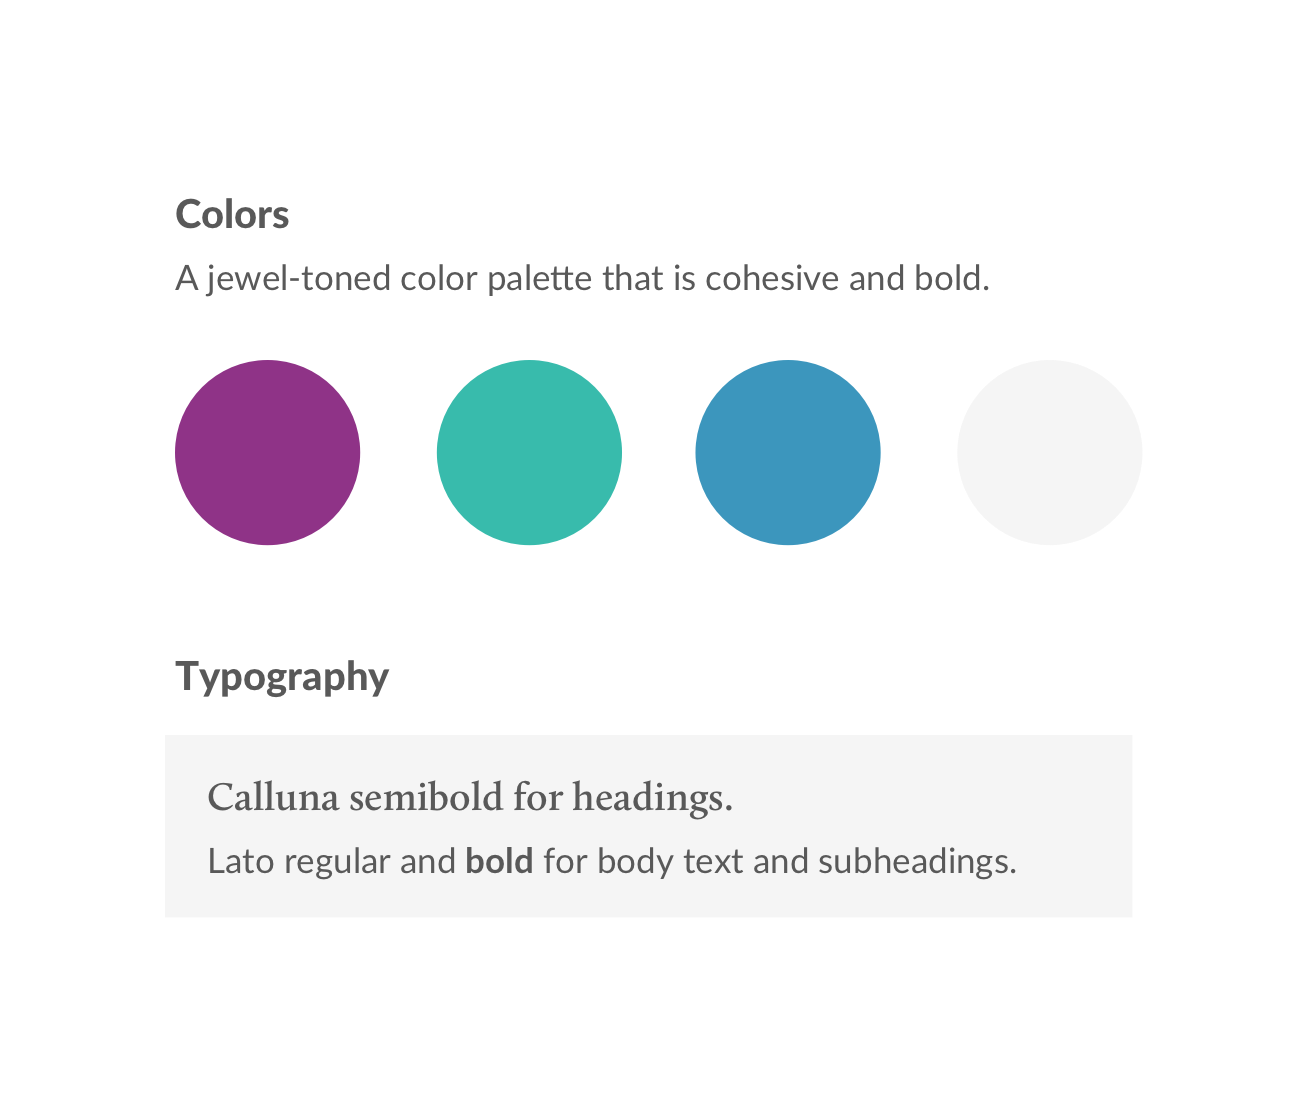 Colors
A jewel-toned color palette that is cohesive and bold.
Typography
Calluna semibold for headings.
Lato regular and bold for body text and subheadings.